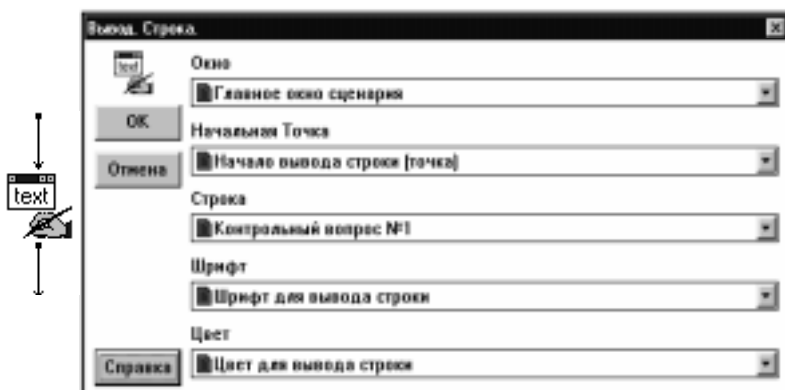 Вывод. Строка.
text
Окно
Главное окно сценария
OK
Начальная Точка
Отмена
Начало вывода строки (точка)
text
Строка
Контрольный вопрос №1
Шрифт
Шрифт для вывода строки
Цвет
Справка
Цвет для вывода строки